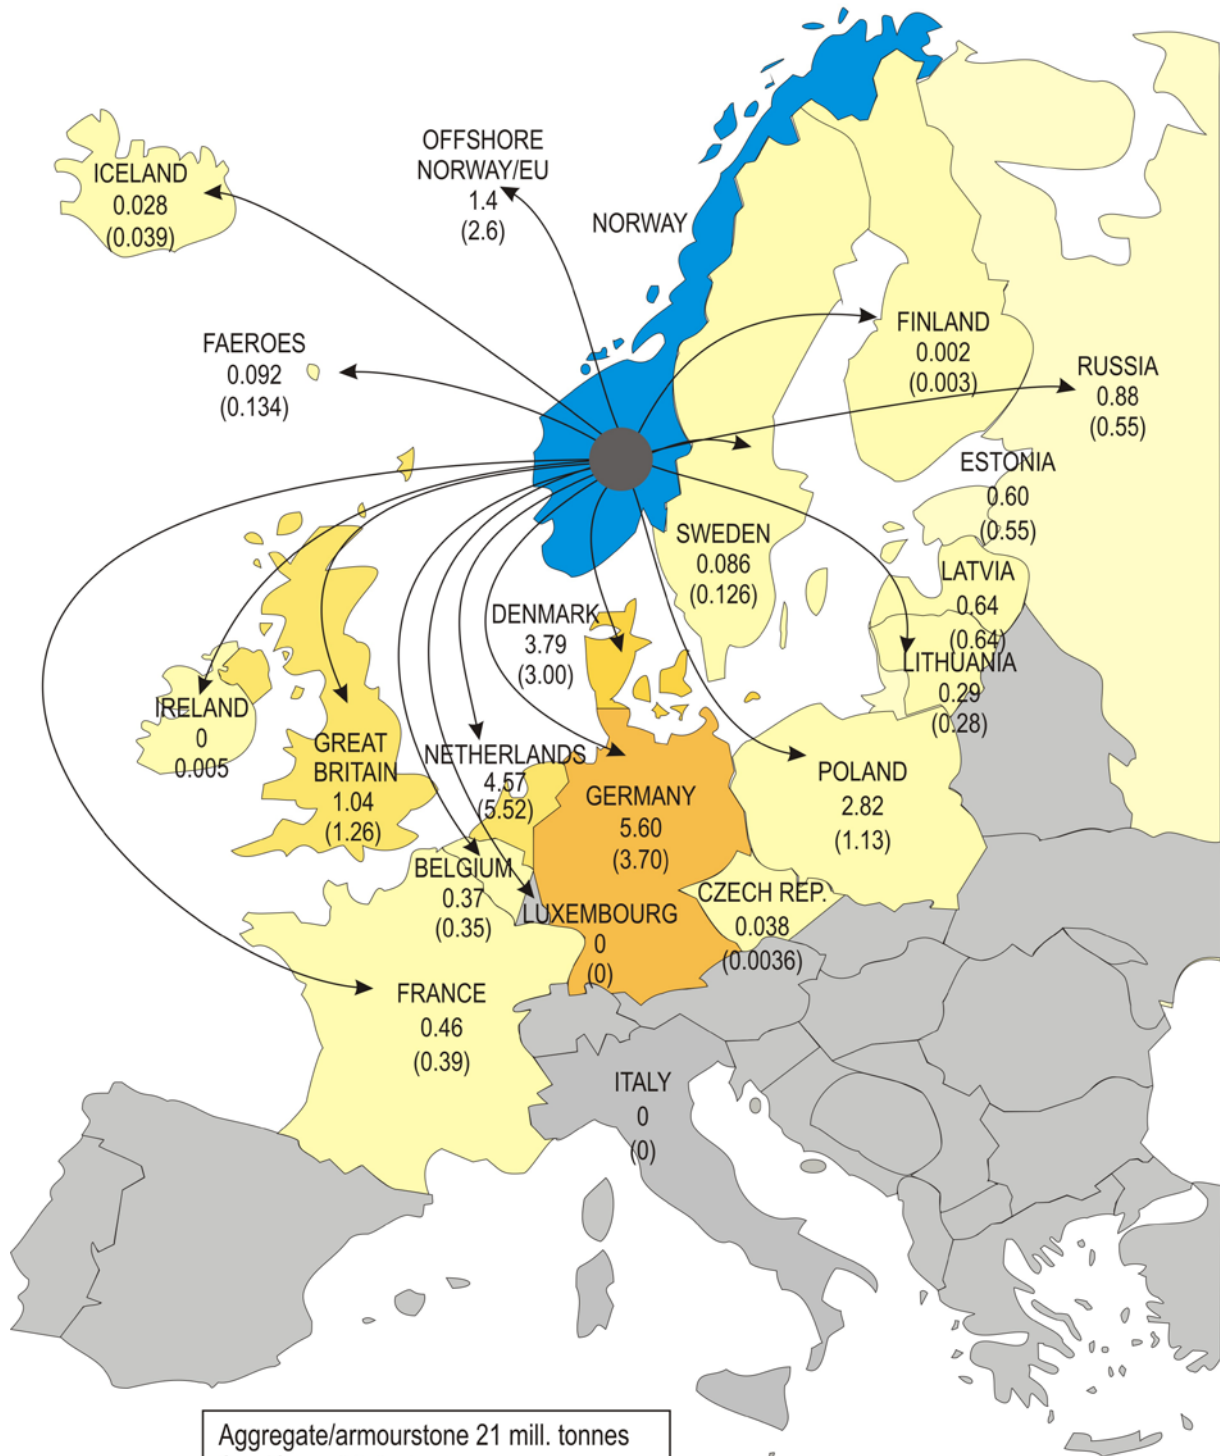 OFFSHORE
NORWAY/EU
1.4
(2.6)
ICELAND
0.028
(0.039)
NORWAY
FAEROES
0.092
(0.134)
FINLAND
0.002
(0.003)
RUSSIA
0.88
(0.55)
ESTONIA
0.60
(0.55)
SWEDEN
0.086
(0.126)
LATVIA
0.64
(0.64)
LITHUANIA
0.29
(0.28)
DENMARK
3.79
(3.00)
IRELAND
0
0.005
GREAT
BRITAIN
1.04
(1.26)
NETHERLANDS
4.57
(5.52)
GERMANY
5.60
(3.70)
POLAND
2.82
(1.13)
BELGIUM
0.37
(0.35)
LUXEMBOURG
0
(0)
CZECH REP.
0.038
(0.0036)
FRANCE
0.46
(0.39)
ITALY
0
(0)
Aggregate/armourstone 21 mill. tonnes